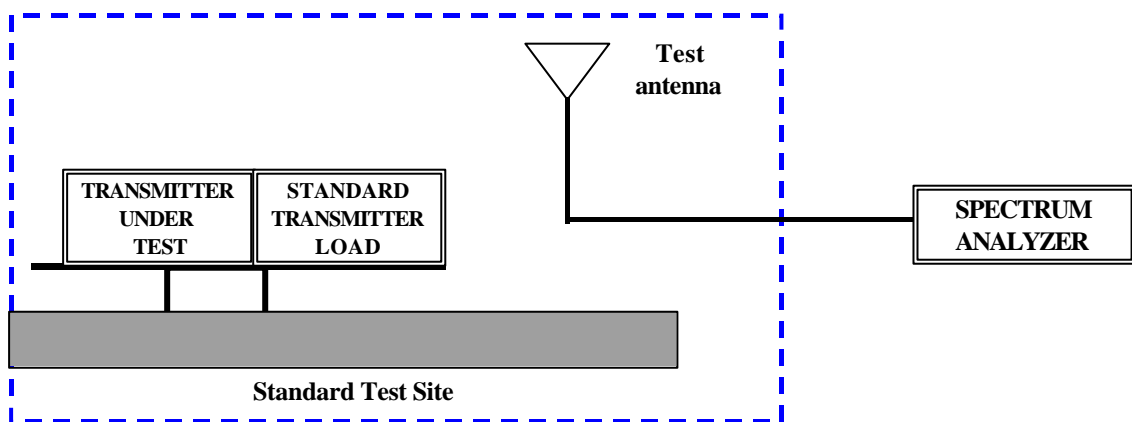 Test
antenna
TRANSMITTER
UNDER
TEST
STANDARD
TRANSMITTER
LOAD
SPECTRUM
ANALYZER
Standard Test Site